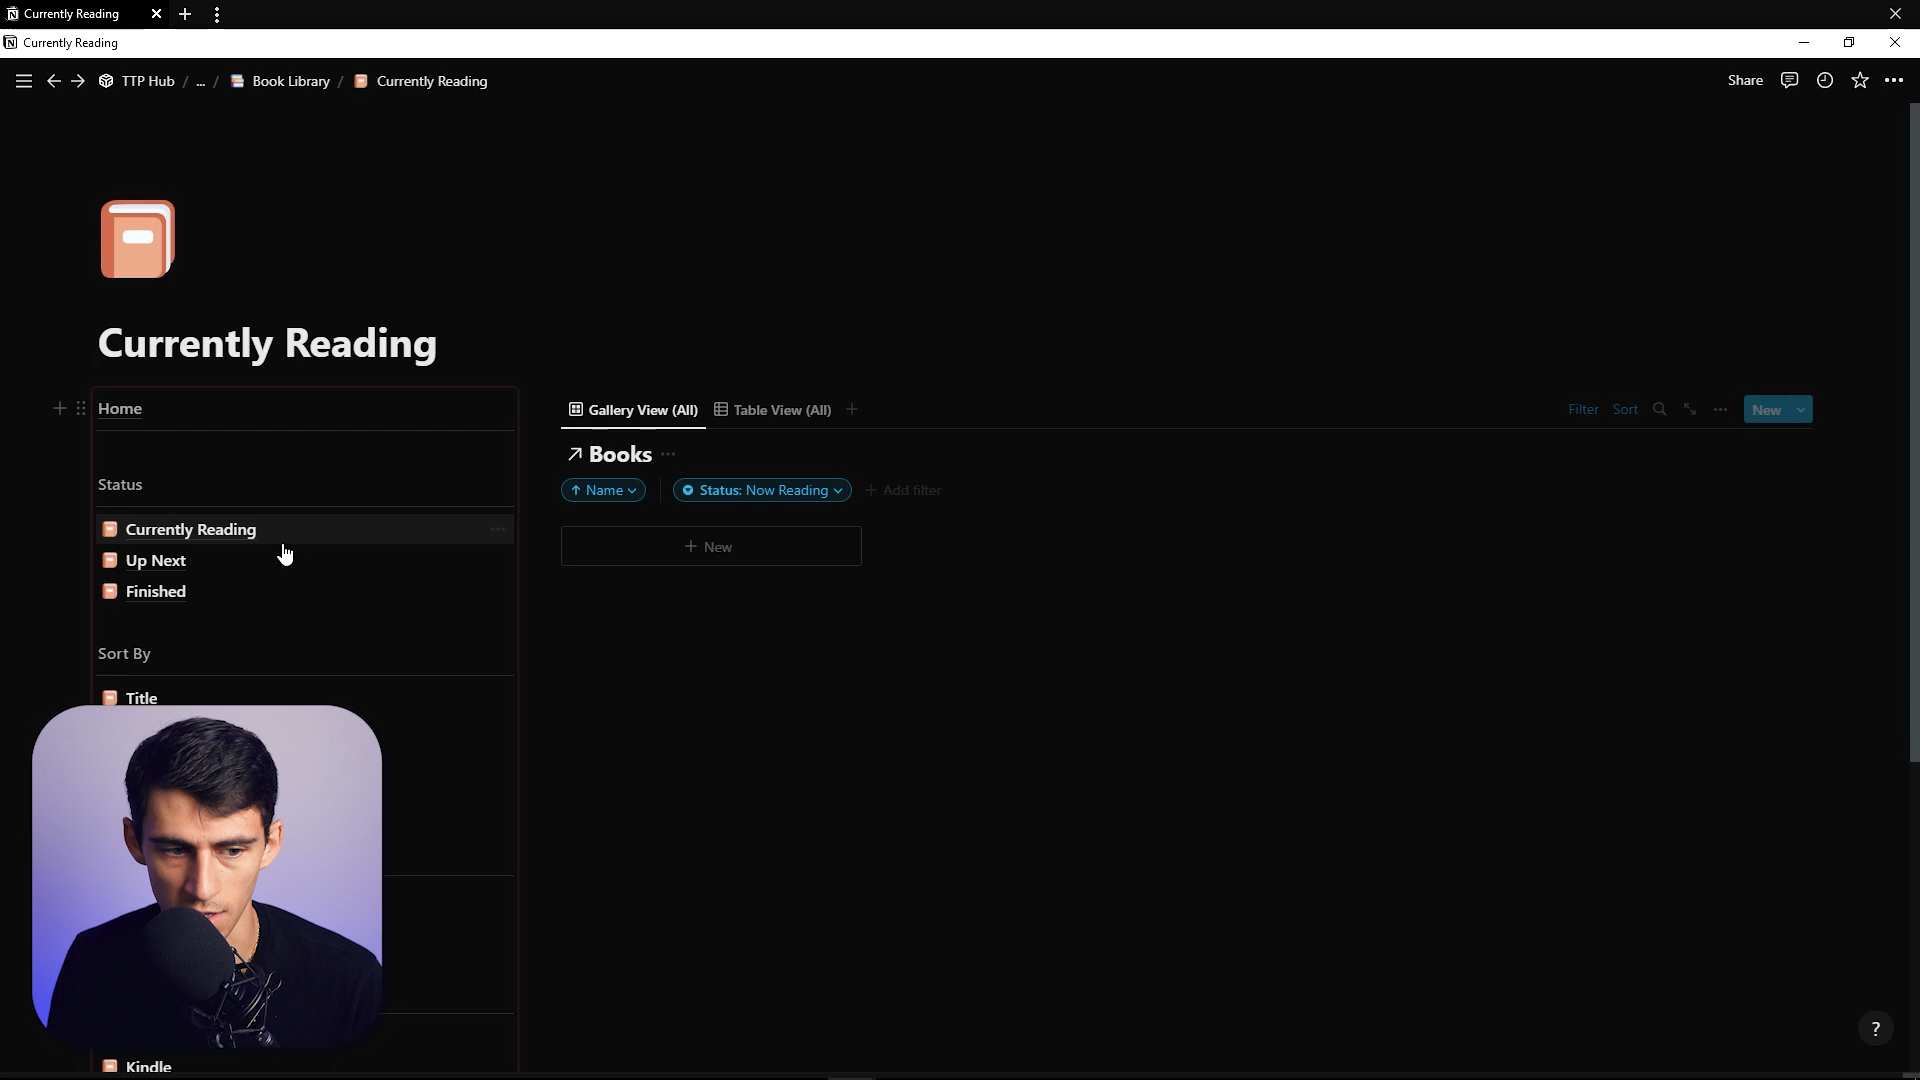 Currently Reading
Currently Reading
TTP Hub / ... / Book Library / Currently Reading
Share
Currently Reading
Home
Gallery View (All) Table View (All)
Filter Sort New
Books
Status
Name Status: Now Reading Add filter
Currently Reading
New
Up Next
Finished
Sort By
Title
?
Kindle